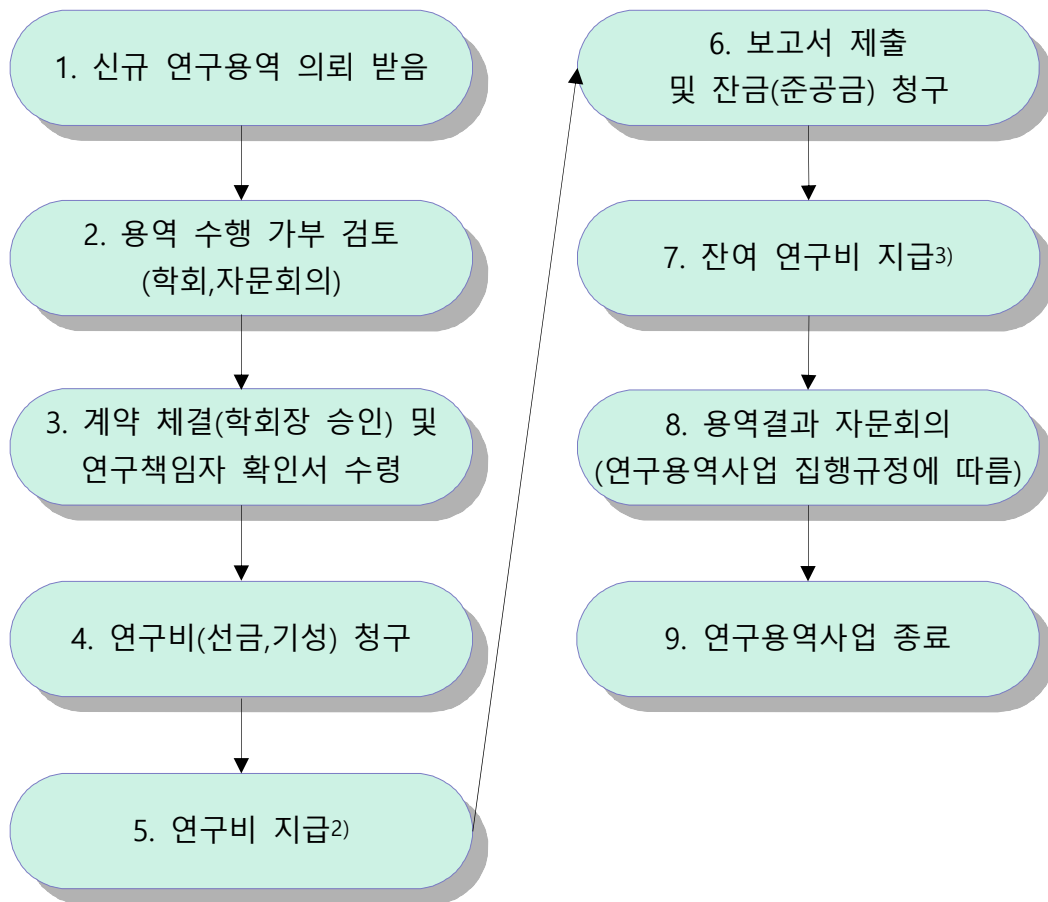 1. 신규 연구용역 의뢰 받음
2. 용역 수행 가부 검토
(학회,자문회의)
3. 계약 체결(학회장 승인) 및
연구책임자 확인서 수령
4. 연구비(선금,기성) 청구
5. 연구비 지급2)
6. 보고서 제출
및 잔금(준공금) 청구
7. 잔여 연구비 지급3)
8. 용역결과 자문회의
(연구용역사업 집행규정에 따름)
9. 연구용역사업 종료